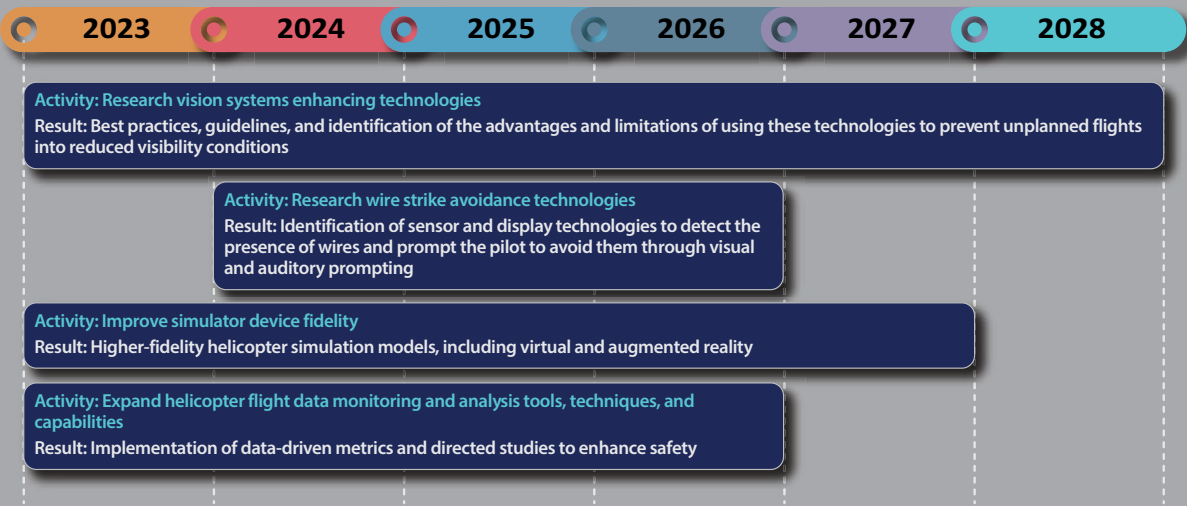 2023 2024 2025 2026 2027 2028
Activity: Research vision systems enhancing technologies
Result: Best practices, guidelines, and identification of the advantages and limitations of using these technologies to prevent unplanned flights
into reduced visibility conditions
Activity: Research wire strike avoidance technologies
Result: Identification of sensor and display technologies to detect the
presence of wires and prompt the pilot to avoid them through visual
and auditory prompting
Activity: Improve simulator device fidelity
Result: Higher-fidelity helicopter simulation models, including virtual and augmented reality
Activity: Expand helicopter flight data monitoring and analysis tools, techniques, and
capabilities
Result: Implementation of data-driven metrics and directed studies to enhance safety